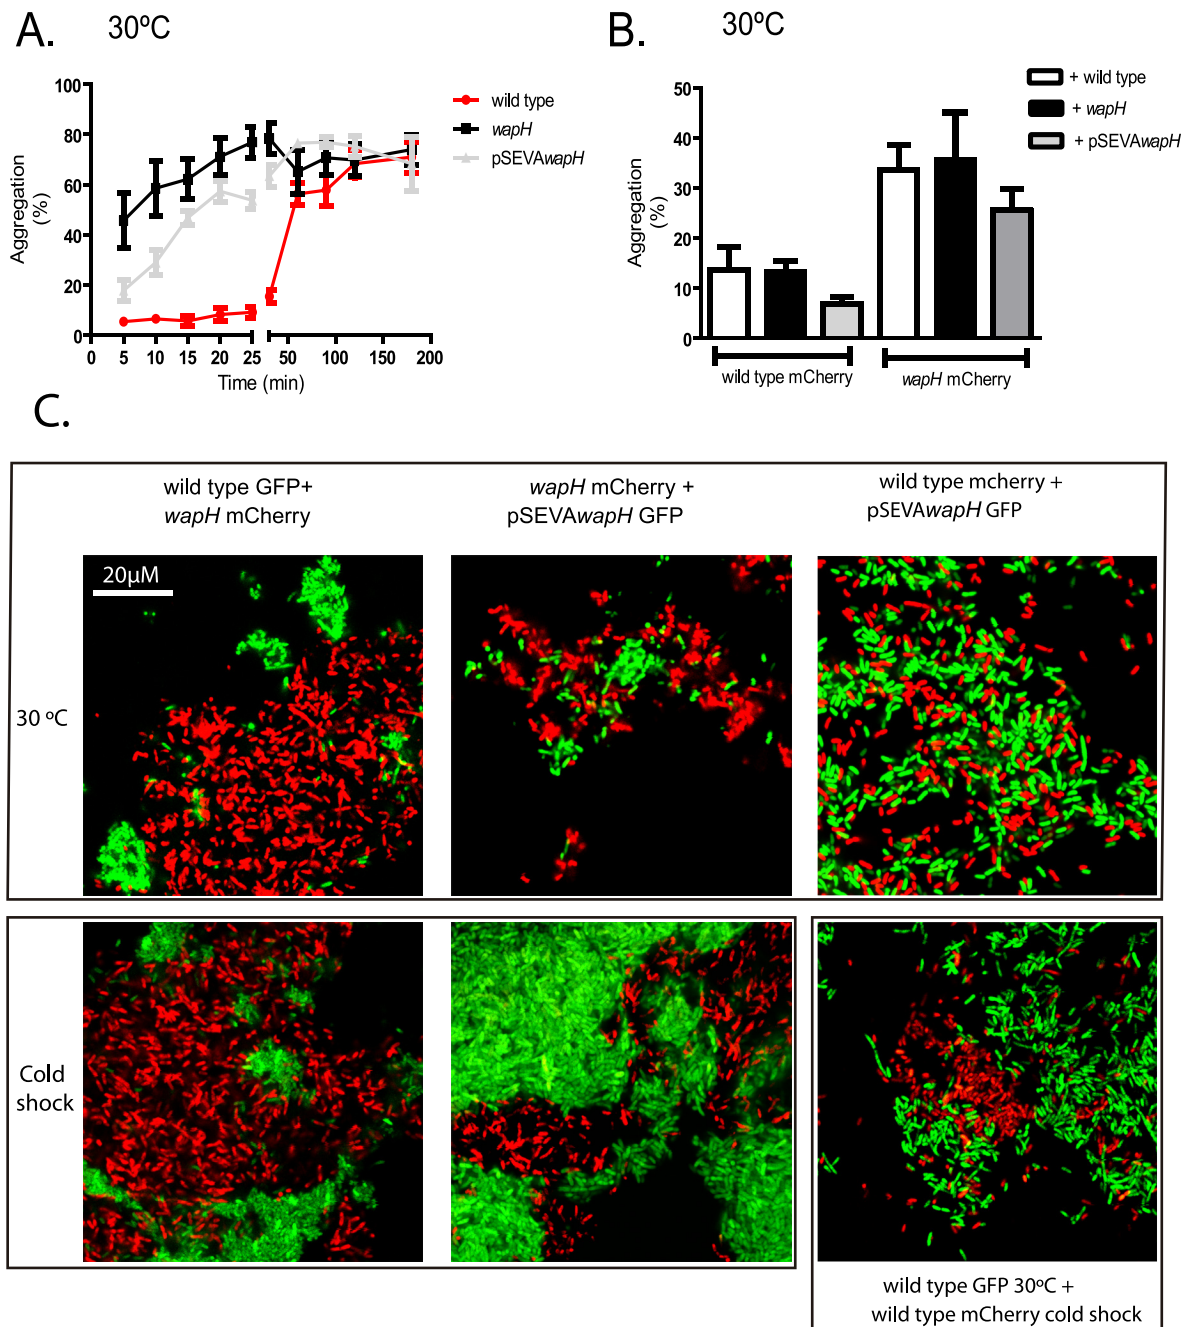 A. 30ºC
100
80
60
40
20
0
Aggregation
(%)
0 5 10 15 20 25 50 100 150 200
Time (min)
wild type
wapH
pSEVAwapH
B. 30ºC
50
40
30
20
10
0
Aggregation
(%)
+ wild type
+ wapH
+ pSEVAwapH
wild type mCherry
wapH mCherry
C.
wild type GFP+
wapH mCherry
wapH mCherry +
pSEVAwapH GFP
wild type mcherry +
pSEVAwapH GFP
20µM
30 ºC
Cold
shock
wild type GFP 30ºC +
wild type mCherry cold shock